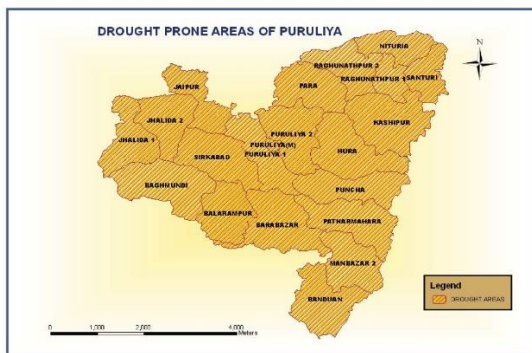 DROUGHT PRONE AREAS OF PURULIYA
N
NITURIA
RAGHUNATHPUR 2
RAGHUNATHPUR 1
SANTURI
PARA
JAIPUR
KASHIPUR
JHALIDA 2
PURULIYA 2
JHALIDA 1
PURULIYA(M)
HURA
SIRKABAD
PURULIYA 1
BAGHMUNDI
PUNCHA
BALARAMPUR
BARABAZAR
PATHARMAHARA
MANBAZAR 2
BANDUAN
Legend
DROUGHT AREAS
0 1,000 2,000 4,000
Meters